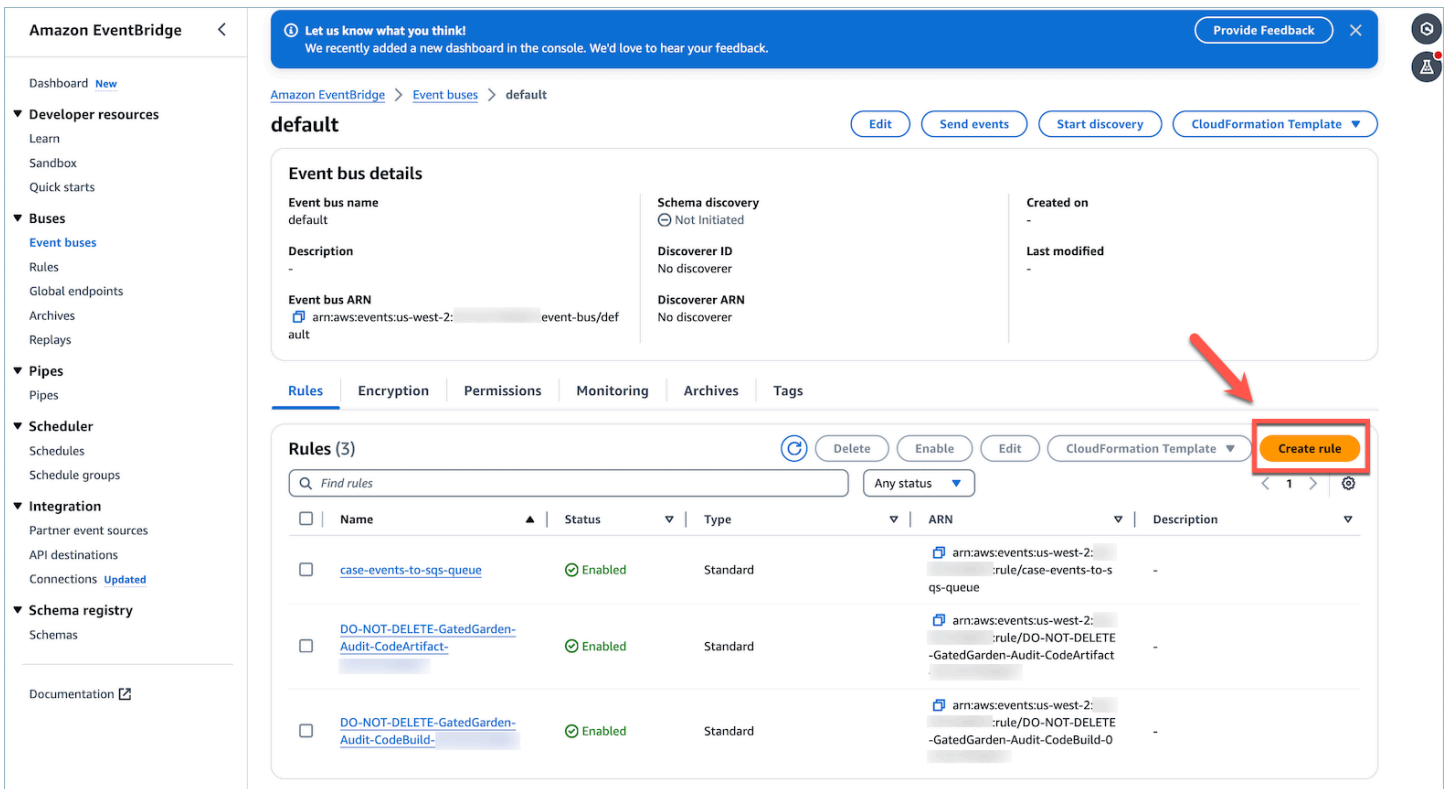 Amazon EventBridge
Dashboard New
Developer resources
Learn
Sandbox
Quick starts
Buses
Event buses
Rules
Global endpoints
Archives
Replays
Pipes
Pipes
Scheduler
Schedules
Schedule groups
Integration
Partner event sources
API destinations
Connections Updated
Schema registry
Schemas
Documentation
Let us know what you think!
We recently added a new dashboard in the console. We'd love to hear your feedback.
Provide Feedback
Amazon EventBridge > Event buses > default
default
Edit
Send events
Start discovery
CloudFormation Template
Event bus details
Event bus name
default
Description
-
Event bus ARN
arn:aws:events:us-west-2:
event-bus/def
ault
Schema discovery
Not Initiated
Discoverer ID
No discoverer
Discoverer ARN
No discoverer
Created on
-
Last modified
-
Rules Encryption Permissions Monitoring Archives Tags
Rules (3)
Delete
Enable
Edit
CloudFormation Template
Create rule
Find rules
Any status
1
Name Status Type ARN Description
case-events-to-sqs-queue
Enabled
Standard
arn:aws:events:us-west-2:
:rule/case-events-to-s
qs-queue
-
DO-NOT-DELETE-GatedGarden-
Audit-CodeArtifact-
Enabled
Standard
arn:aws:events:us-west-2:
:rule/DO-NOT-DELETE
-GatedGarden-Audit-CodeArtifact
-
-
DO-NOT-DELETE-GatedGarden-
Audit-CodeBuild-
Enabled
Standard
arn:aws:events:us-west-2:
:rule/DO-NOT-DELETE
-GatedGarden-Audit-CodeBuild-0
-